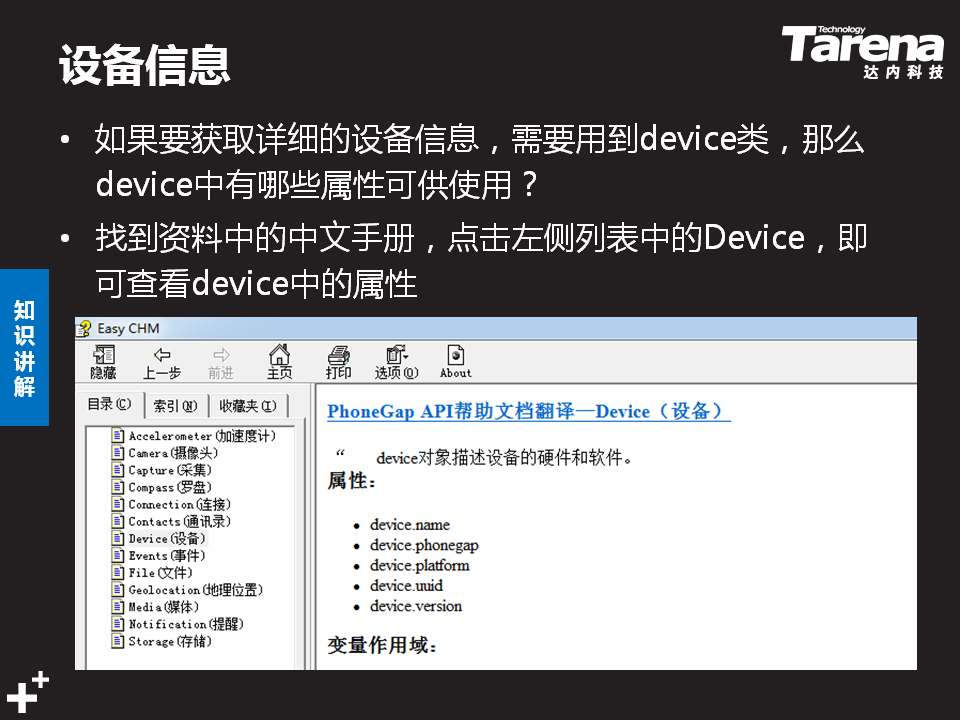 设备信息
Technology
Tarena
达内科技
• 如果要获取详细的设备信息，需要用到device类，那么
device中有哪些属性可供使用？
• 找到资料中的中文手册，点击左侧列表中的Device，即
可查看device中的属性
知识讲解
Easy CHM
隐藏 上一步 前进 主页 打印 选项(O) About
目录(C) 索引(N) 收藏夹(I)
Accelerometer(加速度计)
Camera(摄像头)
Capture(采集)
Compass(罗盘)
Connection(连接)
Contacts(通讯录)
Device(设备)
Events(事件)
File(文件)
Geolocation(地理位置)
Media(媒体)
Notification(提醒)
Storage(存储)
PhoneGap API帮助文档翻译—Device（设备）
“ device对象描述设备的硬件和软件。
属性：
• device.name
• device.phonegap
• device.platform
• device.uuid
• device.version
变量作用域：